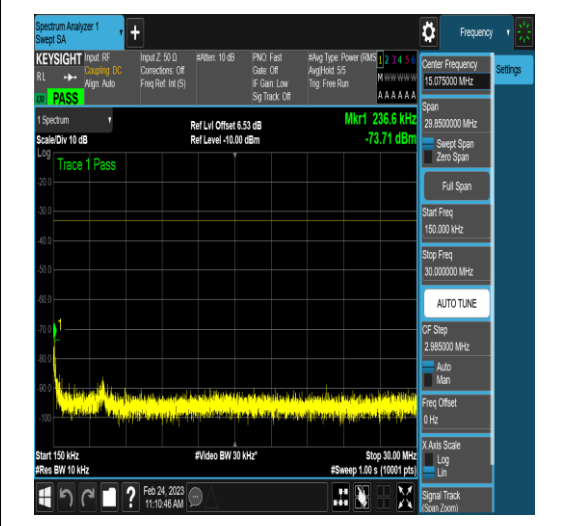 Spectrum Analyzer 1
Swept SA
+
Frequency
KEYSIGHT
Input: RF
Coupling: DC
Align: Auto
Input Z: 50 Ω
Corrections: Off
Freq Ref: Int (S)
#Atten: 10 dB
PNO: Fast
Gate: Off
IF Gain: Low
Sig Track: Off
#Avg Type: Power (RMS
Avg|Hold: 5/5
Trig: Free Run
1 2 3 4 5 6
M W W W W W
A A A A A A
RL
PASS
Settings
Center Frequency
15.075000 MHz
Span
29.8500000 MHz
Swept Span
Zero Span
Full Span
Start Freq
150.000 kHz
Stop Freq
30.000000 MHz
AUTO TUNE
CF Step
2.985000 MHz
Auto
Man
Freq Offset
0 Hz
X Axis Scale
Log
Lin
Signal Track
(Span Zoom)
1 Spectrum
Scale/Div 10 dB
Ref Lvl Offset 6.53 dB
Ref Level -10.00 dBm
Mkr1 236.6 kHz
-73.71 dBm
Log
Trace 1 Pass
-20.0
-30.0
-40.0
-50.0
-60.0
-70.0
-80.0
-90.0
-100
1
Start 150 kHz
#Res BW 10 kHz
#Video BW 30 kHz*
Stop 30.00 MHz
#Sweep 1.00 s (10001 pts)
?
Feb 24, 2023
11:10:46 AM